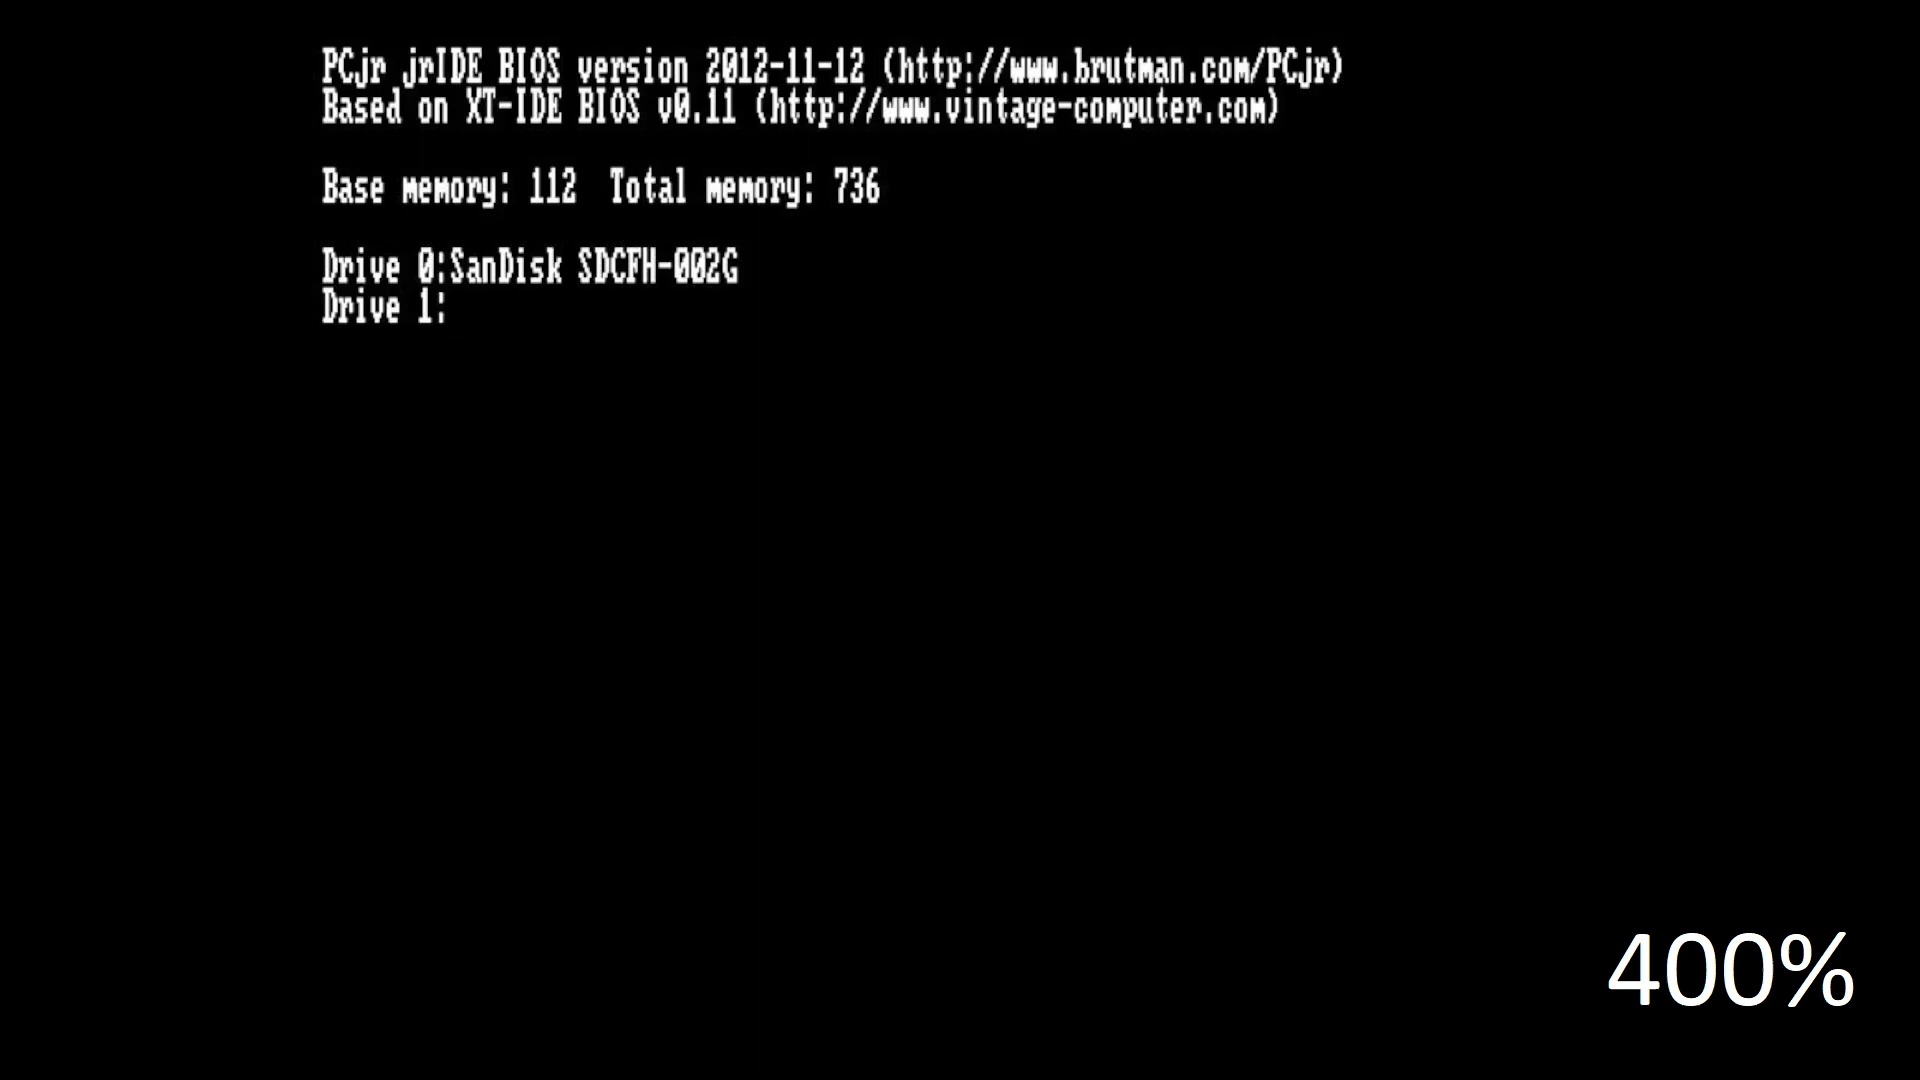 PCjr jrIDE BIOS version 2012-11-12 (http://www.brutman.com/PCjr)
Based on XT-IDE BIOS v0.11 (http://www.vintage-computer.com)
Base memory: 112  Total memory: 736
Drive 0:SanDisk SDCFH-002G
Drive 1:
400%